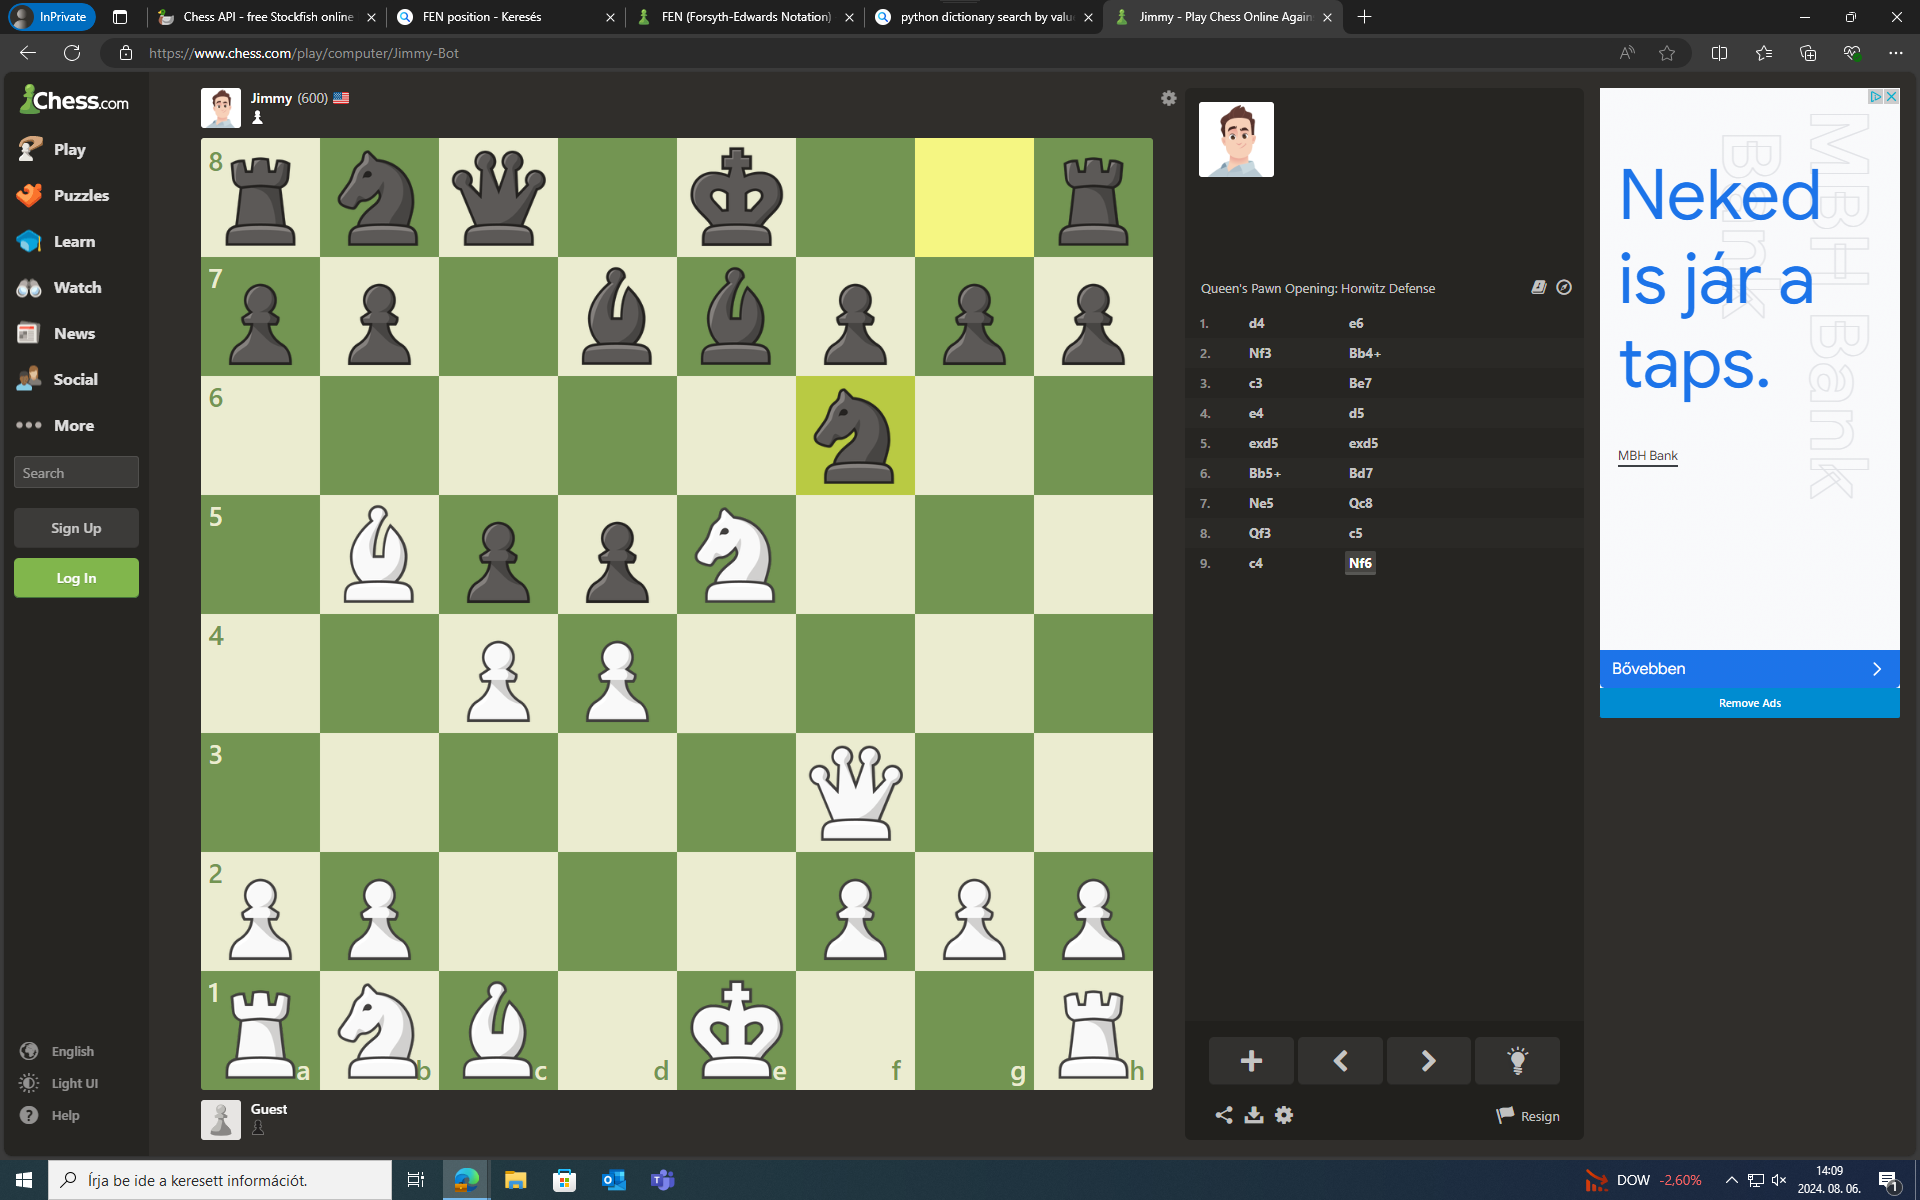 InPrivate
Chess API - free Stockfish online
FEN position - Keresés
FEN (Forsyth-Edwards Notation)
python dictionary search by valu
Jimmy - Play Chess Online Again
https://www.chess.com/play/computer/Jimmy-Bot
Chess.com
Play
Puzzles
Learn
Watch
News
Social
More
Search
Sign Up
Log In
English
Light UI
Help
Jimmy (600)
8
7
6
5
4
3
2
1
a b c d e f g h
Guest
Queen's Pawn Opening: Horwitz Defense
1. d4 e6
2. Nf3 Bb4+
3. c3 Be7
4. e4 d5
5. exd5 exd5
6. Bb5+ Bd7
7. Ne5 Qc8
8. Qf3 c5
9. c4 Nf6
Resign
MBH Bank
MBH Bank
Neked
is jár a
taps.
MBH Bank
Bővebben
Remove Ads
Írja be ide a keresett információt.
DOW -2,60%
14:09
2024. 08. 06.
1